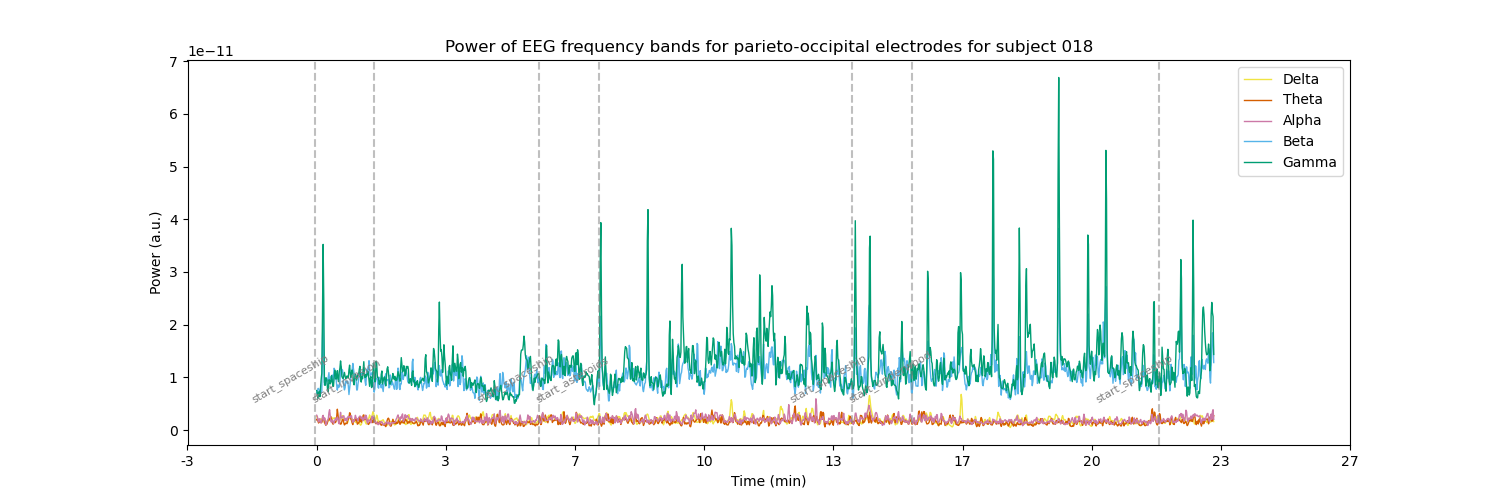 Power of EEG frequency bands for parieto-occipital electrodes for subject 018
1e−11
7
6
5
4
3
2
1
0
Power (a.u.)
-3
0
3
7
10
13
17
20
23
27
Time (min)
Delta
Theta
Alpha
Beta
Gamma
start_spaceship
start_spaceship
start_asteroids
start_spaceship
start_spaceship